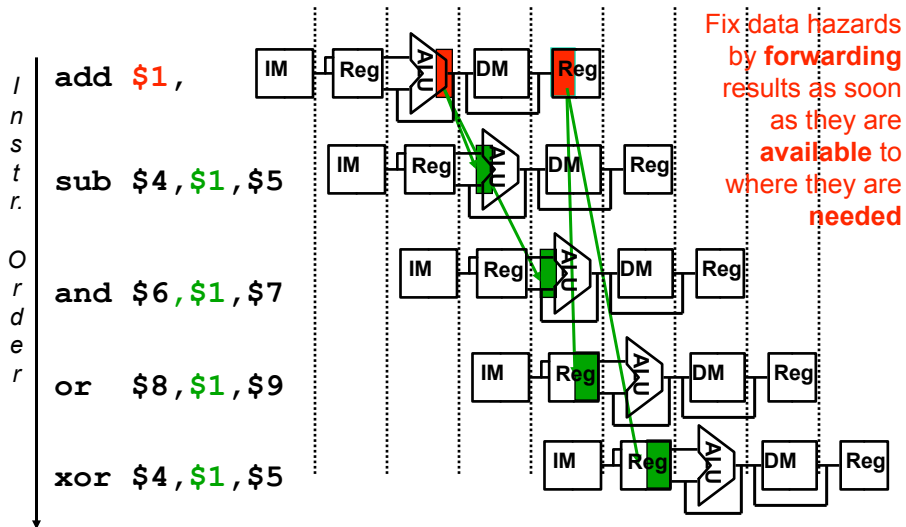 Fix data hazards
by forwarding
results as soon
as they are
available to
where they are
needed
Instr. Order
add $1,
IM Reg ALU DM Reg
sub $4,$1,$5
IM Reg ALU DM Reg
and $6,$1,$7
IM Reg ALU DM Reg
or $8,$1,$9
IM Reg ALU DM Reg
xor $4,$1,$5
IM Reg ALU DM Reg